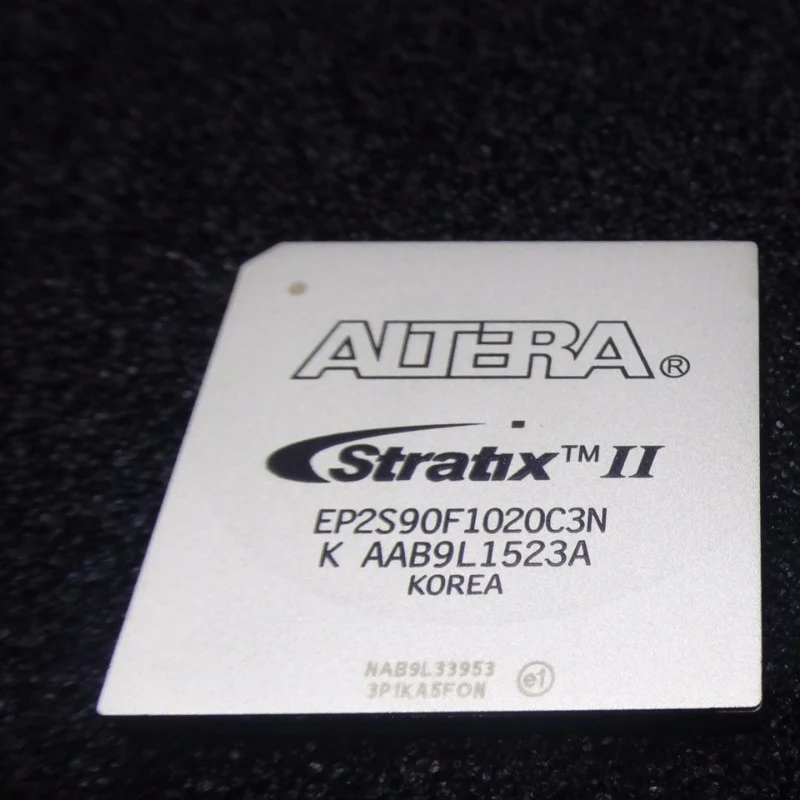 ALTERA®
Stratix™ II
EP2S90F1020C3N
K AAB9L1523A
KOREA
NAB9L33953
3P1KA5FON e1